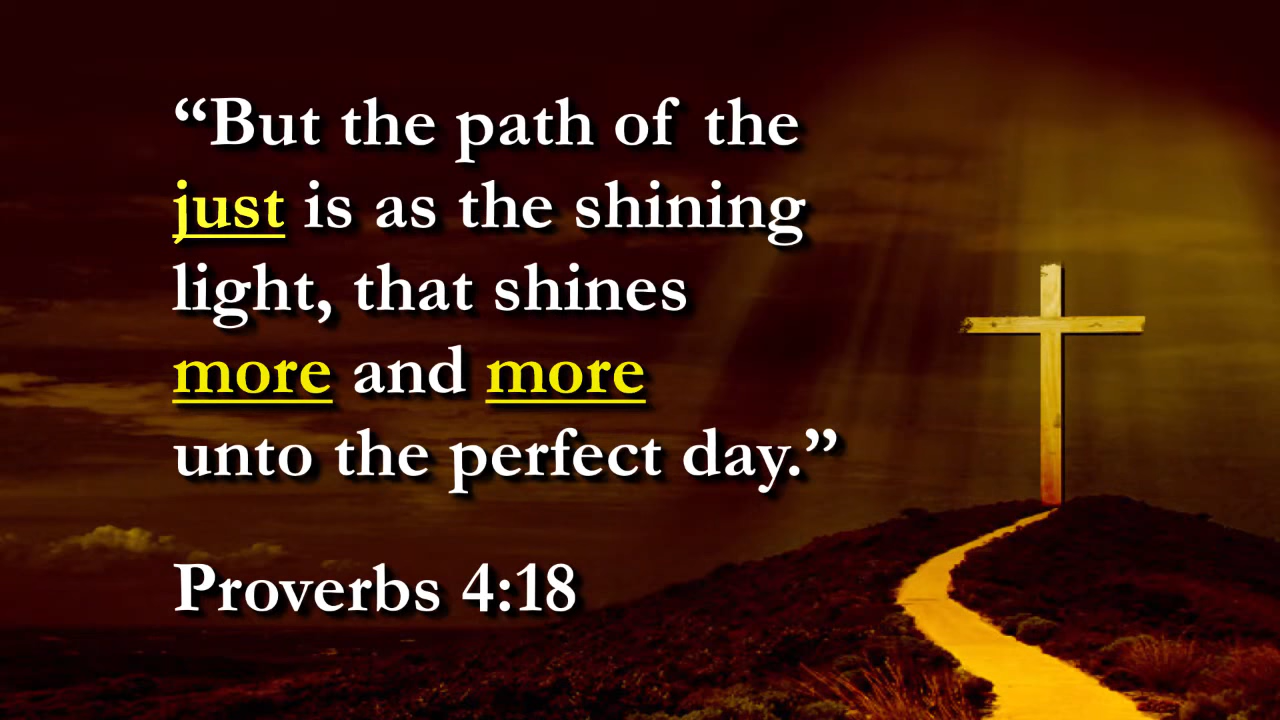 “But the path of the
just is as the shining
light, that shines
more and more
unto the perfect day.”
Proverbs 4:18